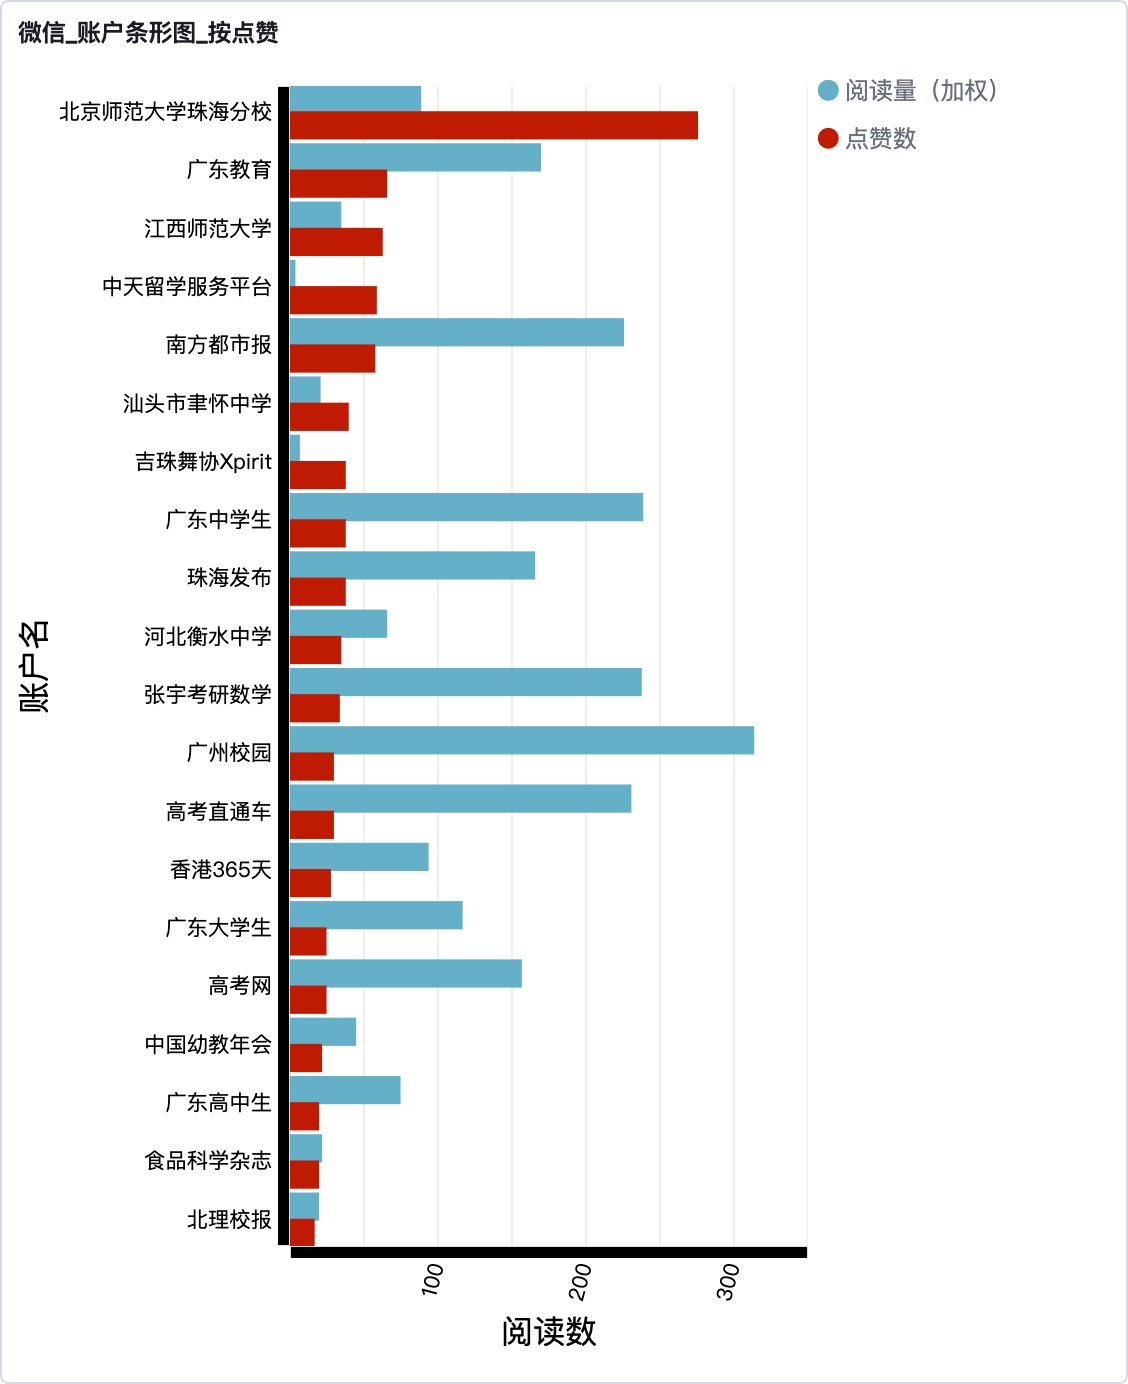 微信_账户条形图_按点赞
阅读量（加权）
点赞数
北京师范大学珠海分校
广东教育
江西师范大学
中天留学服务平台
南方都市报
汕头市聿怀中学
吉珠舞协Xpirit
广东中学生
珠海发布
河北衡水中学
张宇考研数学
广州校园
高考直通车
香港365天
广东大学生
高考网
中国幼教年会
广东高中生
食品科学杂志
北理校报
账户名
100
200
300
阅读数